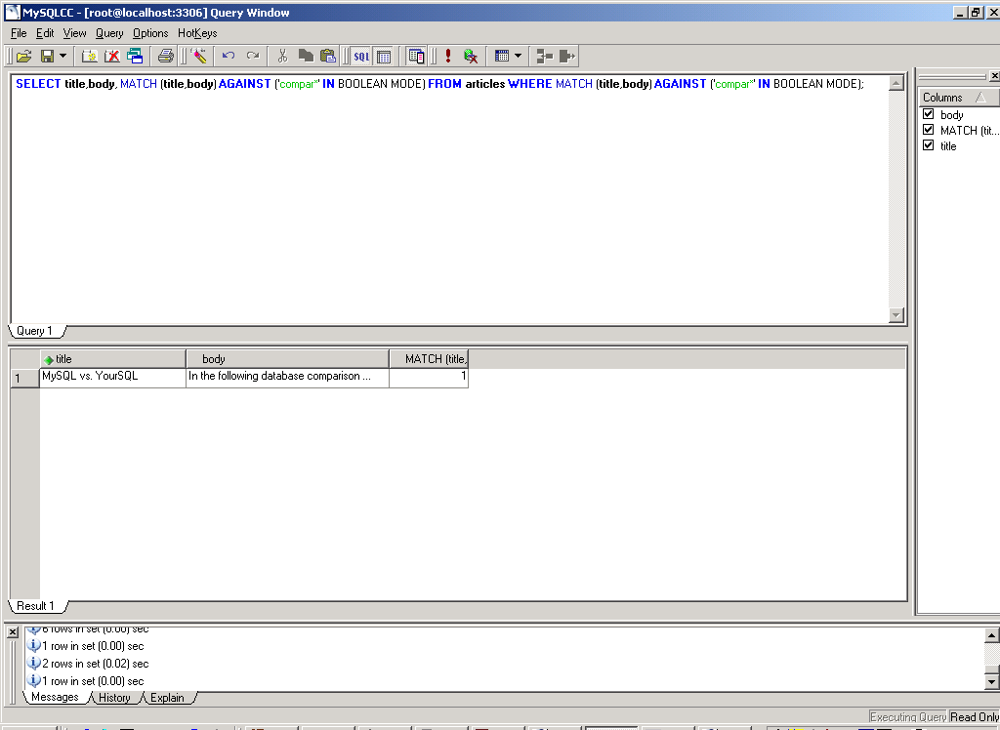 MySQLCC - [root@localhost:3306] Query Window
File Edit View Query Options HotKeys
SQL
SELECT title,body, MATCH (title,body) AGAINST ('compar*' IN BOOLEAN MODE) FROM articles WHERE MATCH (title,body) AGAINST ('compar*' IN BOOLEAN MODE);
Columns
body
MATCH (tit...
title
Query 1
title body MATCH (title,
1 MySQL vs. YourSQL In the following database comparison ... 1
Result 1
6 rows in set (0.00) sec
1 row in set (0.00) sec
2 rows in set (0.02) sec
1 row in set (0.00) sec
Messages History Explain
Executing Query Read Only